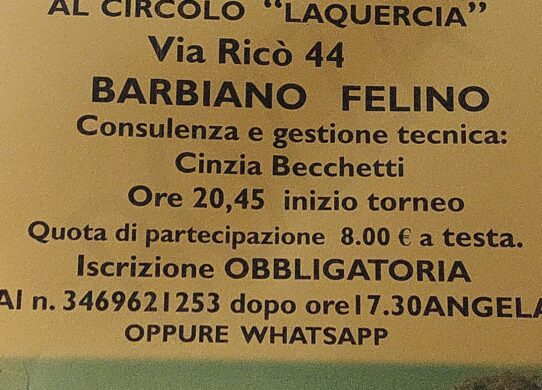 AL CIRCOLO “LAQUERCIA”
Via Ricò 44
BARBIANO FELINO
Consulenza e gestione tecnica:
Cinzia Becchetti
Ore 20,45 inizio torneo
Quota di partecipazione 8.00 € a testa.
Iscrizione OBBLIGATORIA
Al n. 3469621253 dopo ore17.30ANGELA
OPPURE WHATSAPP